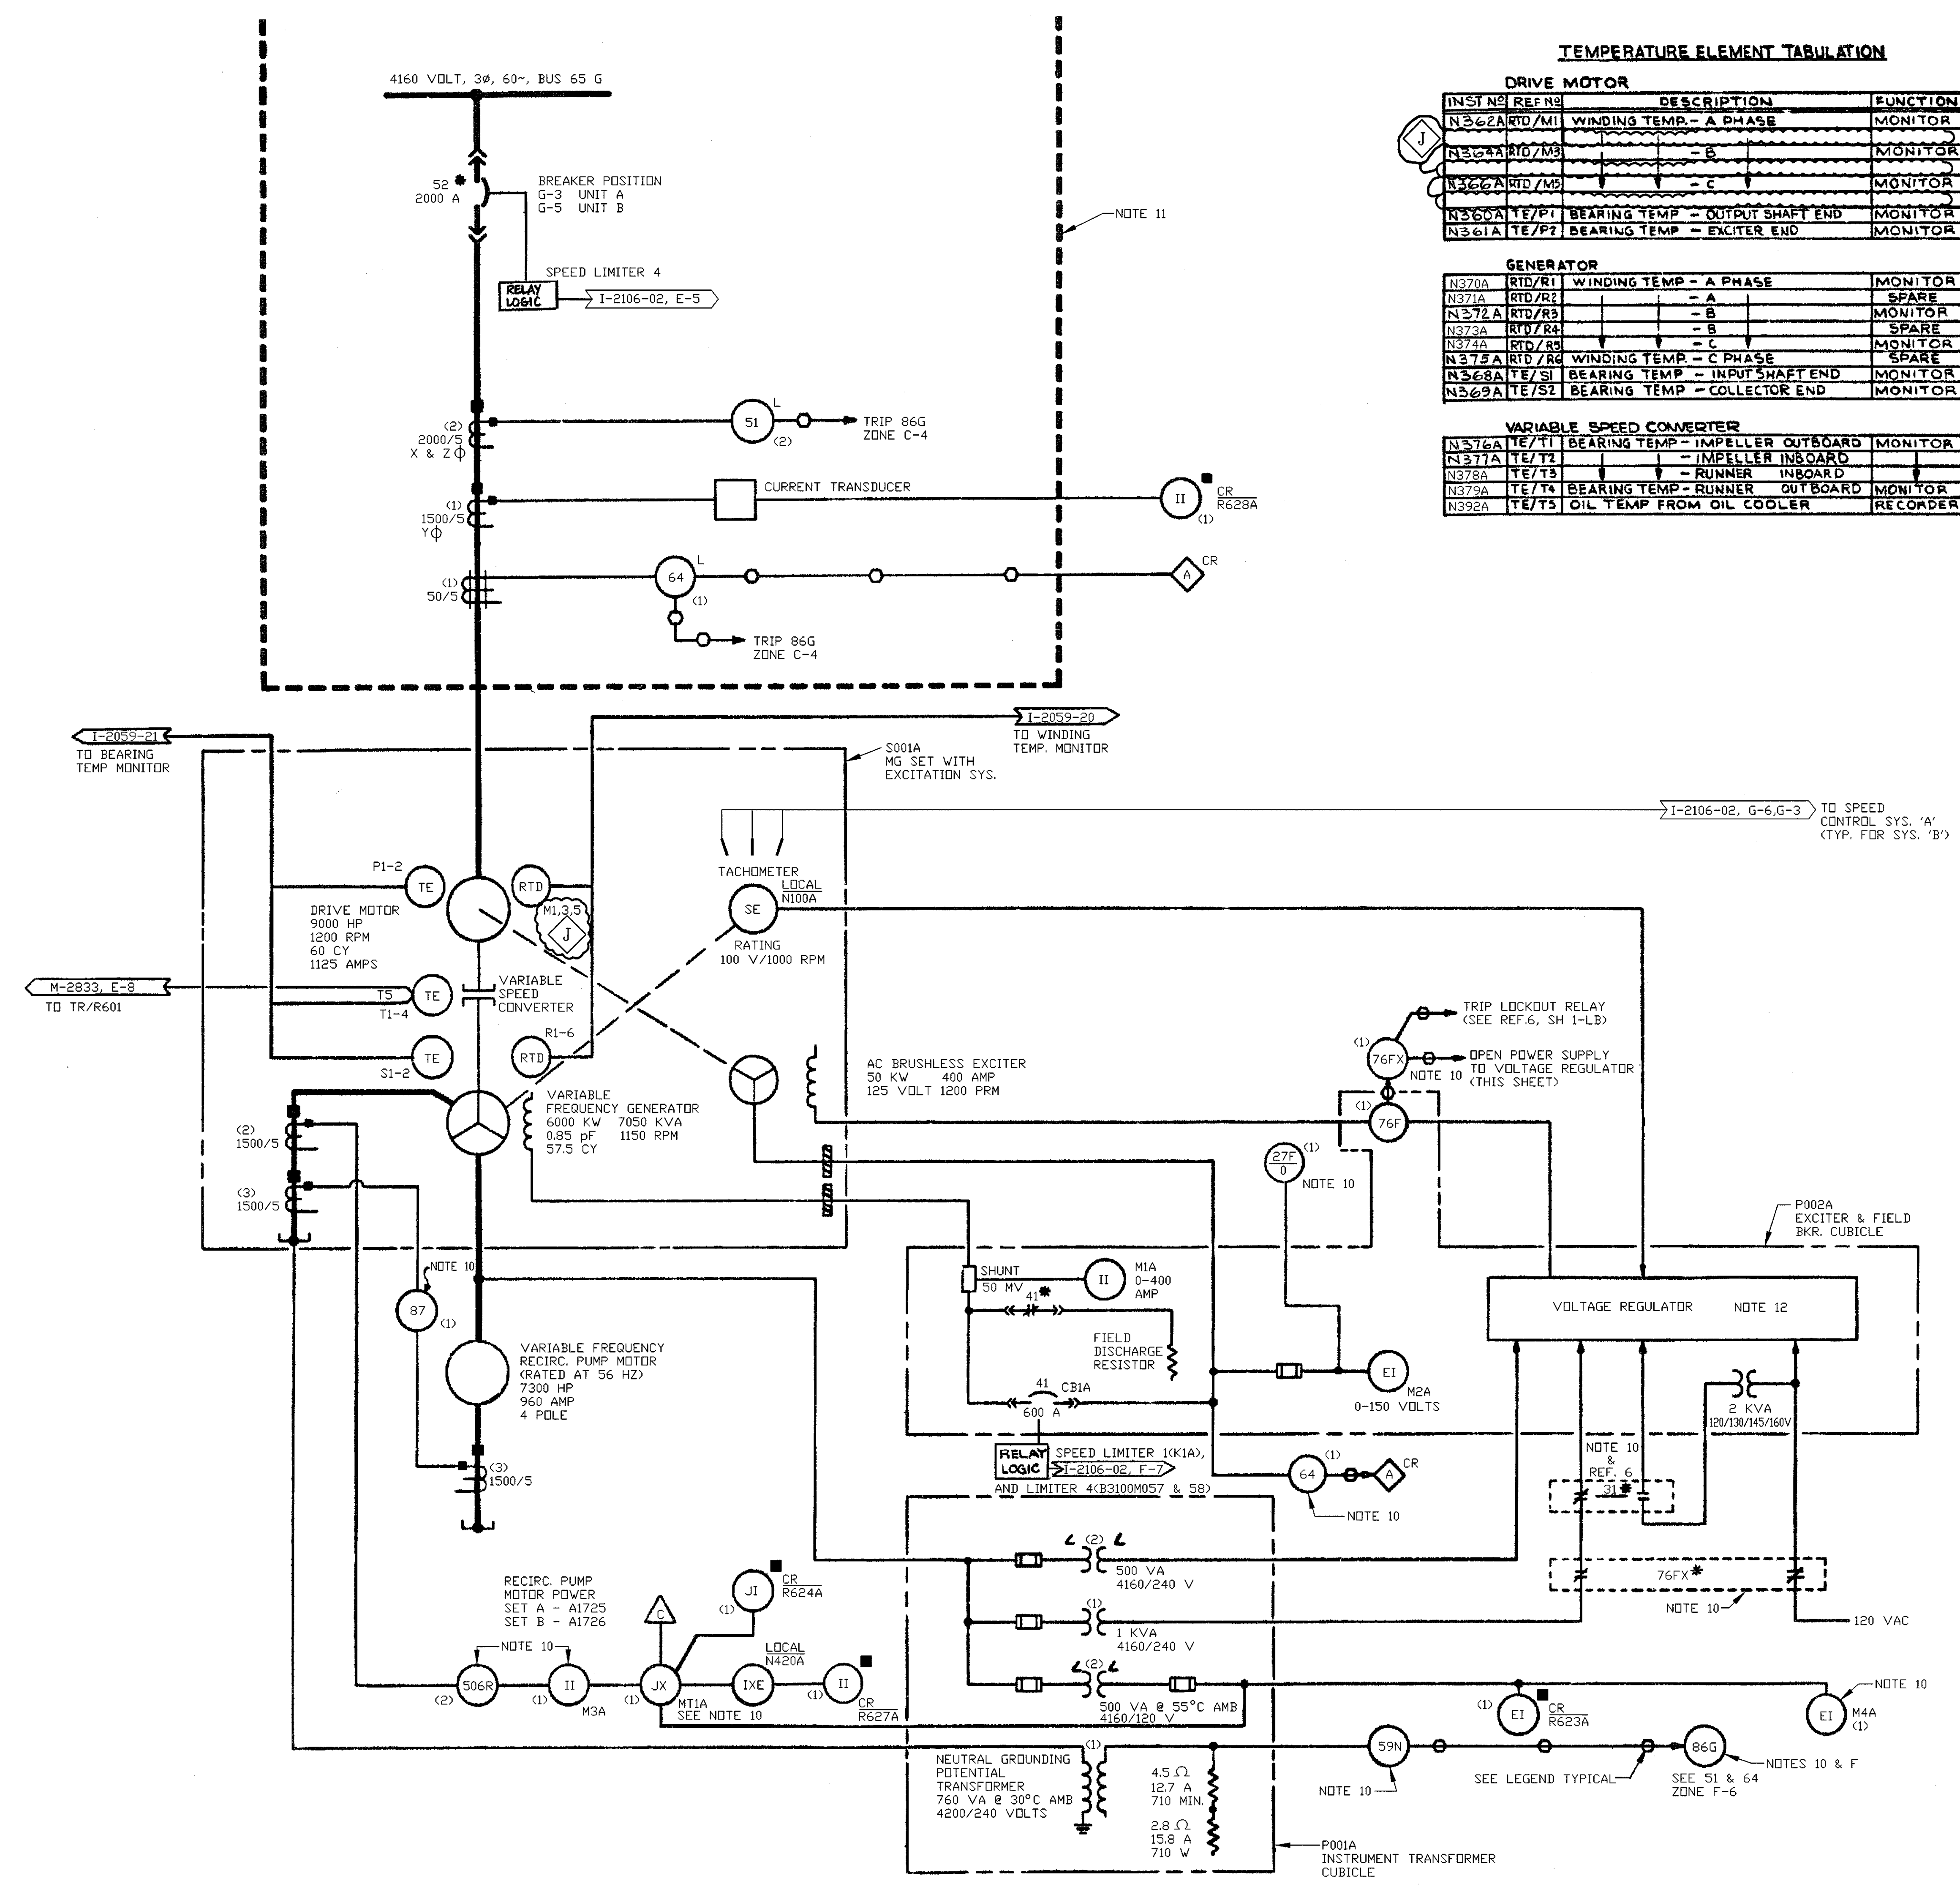 TEMPERATURE ELEMENT TABULATION
DRIVE MOTOR
INST Nº REF Nº DESCRIPTION FUNCTION
N362A RTD/M1 WINDING TEMP.- A PHASE MONITOR
J
N364A RTD/M3 - B MONITOR
N366A RTD/M5 - C MONITOR
N360A TE/P1 BEARING TEMP - OUTPUT SHAFT END MONITOR
N361A TE/P2 BEARING TEMP - EXCITER END MONITOR
GENERATOR
N370A RTD/R1 WINDING TEMP - A PHASE MONITOR
N371A RTD/R2 - A SPARE
N372A RTD/R3 - B MONITOR
N373A RTD/R4 - B SPARE
N374A RTD/R5 - C MONITOR
N375A RTD/R6 WINDING TEMP. - C PHASE SPARE
N368A TE/S1 BEARING TEMP - INPUT SHAFT END MONITOR
N369A TE/S2 BEARING TEMP - COLLECTOR END MONITOR
VARIABLE SPEED CONVERTER
N376A TE/T1 BEARING TEMP - IMPELLER OUTBOARD MONITOR
N377A TE/T2 - IMPELLER INBOARD
N378A TE/T3 - RUNNER INBOARD
N379A TE/T4 BEARING TEMP - RUNNER OUTBOARD MONITOR
N392A TE/T5 OIL TEMP FROM OIL COOLER RECORDER
4160 VOLT, 3Ø, 60~, BUS 65 G
52 *
2000 A
BREAKER POSITION
G-3 UNIT A
G-5 UNIT B
NOTE 11
SPEED LIMITER 4
RELAY
LOGIC
I-2106-02, E-5
(2)
2000/5
X & Z ϕ
51
L
(2)
TRIP 86G
ZONE C-4
(1)
1500/5
Y ϕ
CURRENT TRANSDUCER
II
(1)
CR
R628A
(1)
50/5
64
L
(1)
A
CR
TRIP 86G
ZONE C-4
I-2059-21
TO BEARING
TEMP MONITOR
I-2059-20
TO WINDING
TEMP. MONITOR
S001A
MG SET WITH
EXCITATION SYS.
I-2106-02, G-6,G-3
TO SPEED
CONTROL SYS. 'A'
(TYP. FOR SYS. 'B')
P1-2
TE
RTD
M1,3,5
J
DRIVE MOTOR
9000 HP
1200 RPM
60 CY
1125 AMPS
TACHOMETER
LOCAL
N100A
SE
RATING
100 V/1000 RPM
M-2833, E-8
TO TR/R601
T5
T1-4
TE
VARIABLE
SPEED
CONVERTER
TE
S1-2
R1-6
RTD
VARIABLE
FREQUENCY GENERATOR
6000 KW 7050 KVA
0.85 pF 1150 RPM
57.5 CY
AC BRUSHLESS EXCITER
50 KW 400 AMP
125 VOLT 1200 PRM
TRIP LOCKOUT RELAY
(SEE REF.6, SH 1-LB)
(1)
76FX
NOTE 10
OPEN POWER SUPPLY
TO VOLTAGE REGULATOR
(THIS SHEET)
(1)
76F
27F
0
(1)
NOTE 10
(2)
1500/5
(3)
1500/5
P002A
EXCITER & FIELD
BKR. CUBICLE
NOTE 10
87
(1)
SHUNT
50 MV
II
M1A
0-400
AMP
41 *
FIELD
DISCHARGE
RESISTOR
VOLTAGE REGULATOR NOTE 12
VARIABLE FREQUENCY
RECIRC. PUMP MOTOR
(RATED AT 56 HZ)
7300 HP
960 AMP
4 POLE
41
CB1A
600 A
EI
M2A
0-150 VOLTS
2 KVA
120/130/145/160V
(3)
1500/5
RELAY
LOGIC
SPEED LIMITER 1(K1A),
I-2106-02, F-7
AND LIMITER 4(B3100M057 & 58)
64
(1)
A
CR
NOTE 10
NOTE 10
&
REF. 6
31 *
76FX *
NOTE 10
120 VAC
L (2) L
500 VA
4160/240 V
(1)
1 KVA
4160/240 V
L (2) L
500 VA @ 55°C AMB
4160/120 V
RECIRC. PUMP
MOTOR POWER
SET A - A1725
SET B - A1726
NOTE 10
C
JI
(1)
CR
R624A
506R
(2)
II
(1)
M3A
JX
(1)
MT1A
SEE NOTE 10
LOCAL
N420A
IXE
II
(1)
CR
R627A
(1)
EI
CR
R623A
EI
M4A
(1)
NOTE 10
NEUTRAL GROUNDING
POTENTIAL
TRANSFORMER
760 VA @ 30°C AMB
4200/240 VOLTS
(1)
4.5 Ω
12.7 A
710 MIN.
2.8 Ω
15.8 A
710 W
59N
NOTE 10
SEE LEGEND TYPICAL
86G
NOTES 10 & F
SEE 51 & 64
ZONE F-6
P001A
INSTRUMENT TRANSFORMER
CUBICLE